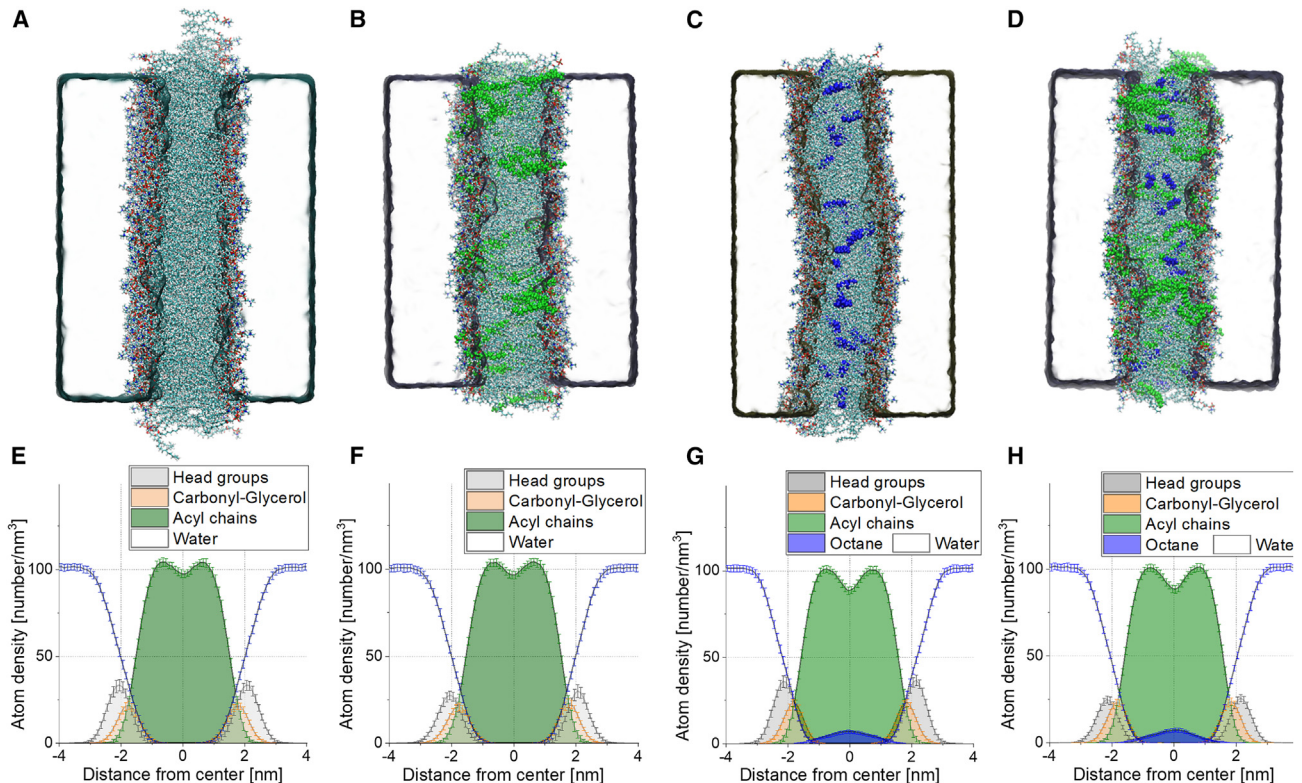 A
B
C
D
E
Head groups
Carbonyl-Glycerol
Acyl chains
Water
Atom density [number/nm3]
100
50
0
-4 -2 0 2 4
Distance from center [nm]
F
Head groups
Carbonyl-Glycerol
Acyl chains
Water
Atom density [number/nm3]
100
50
0
-4 -2 0 2 4
Distance from center [nm]
G
Head groups
Carbonyl-Glycerol
Acyl chains
Octane Water
Atom density [number/nm3]
100
50
0
-4 -2 0 2 4
Distance from center [nm]
H
Head groups
Carbonyl-Glycerol
Acyl chains
Octane Wate
Atom density [number/nm3]
100
50
0
-4 -2 0 2
Distance from center [nm]